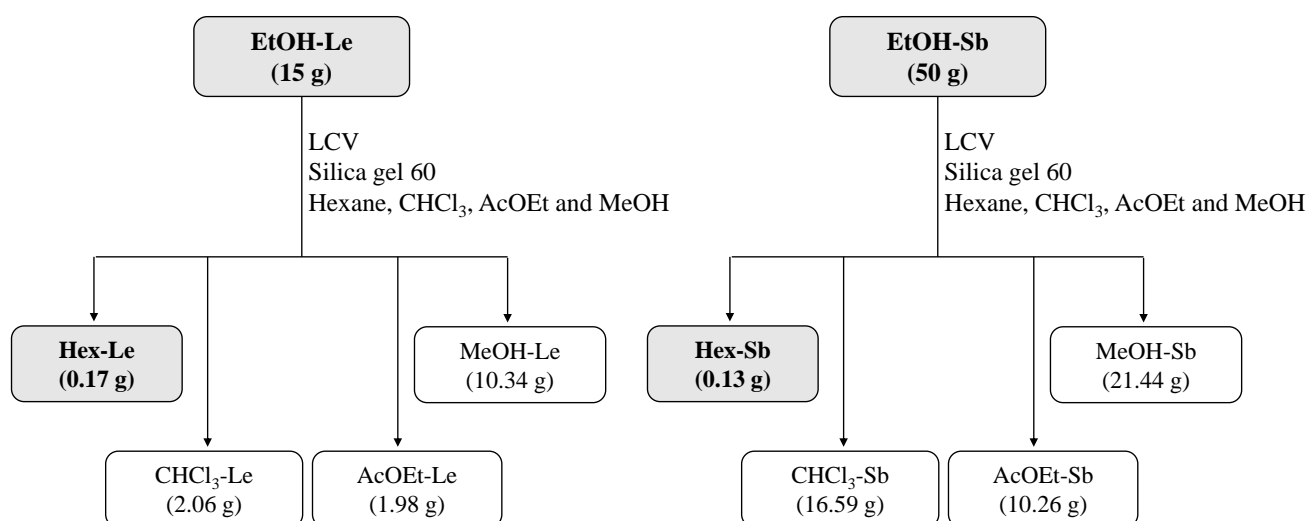 EtOH-Le
(15 g)
LCV
Silica gel 60
Hexane, CHCl₃, AcOEt and MeOH
Hex-Le
(0.17 g)
MeOH-Le
(10.34 g)
CHCl₃-Le
(2.06 g)
AcOEt-Le
(1.98 g)
EtOH-Sb
(50 g)
LCV
Silica gel 60
Hexane, CHCl₃, AcOEt and MeOH
Hex-Sb
(0.13 g)
MeOH-Sb
(21.44 g)
CHCl₃-Sb
(16.59 g)
AcOEt-Sb
(10.26 g)